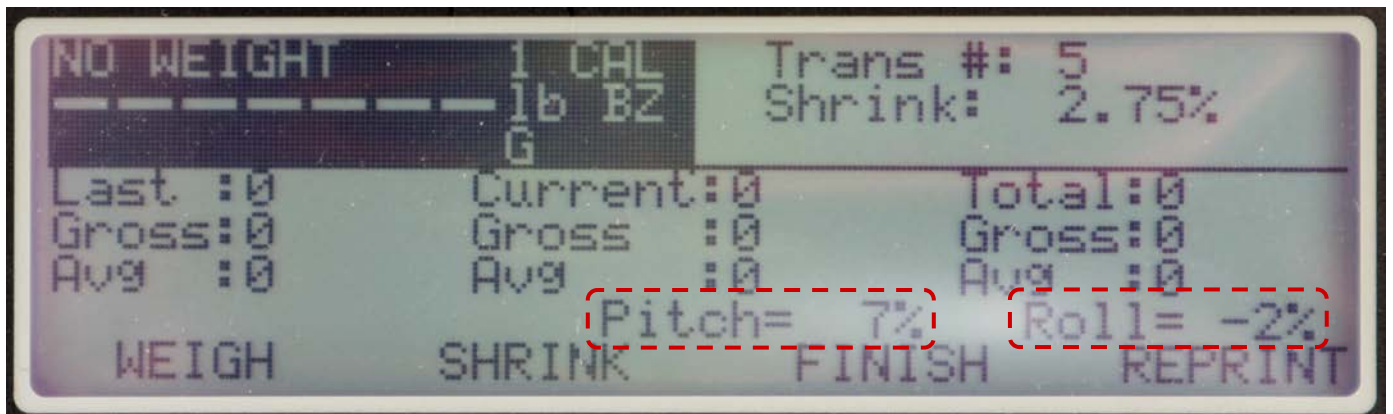 NO WEIGHT 1 CAL
-------- lb BZ
G
Trans #: 5
Shrink: 2.75%
Last :0 Current:0 Total:0
Gross:0 Gross :0 Gross:0
Avg :0 Avg :0 Avg :0
Pitch= 7% Roll= -2%
WEIGH SHRINK FINISH REPRINT